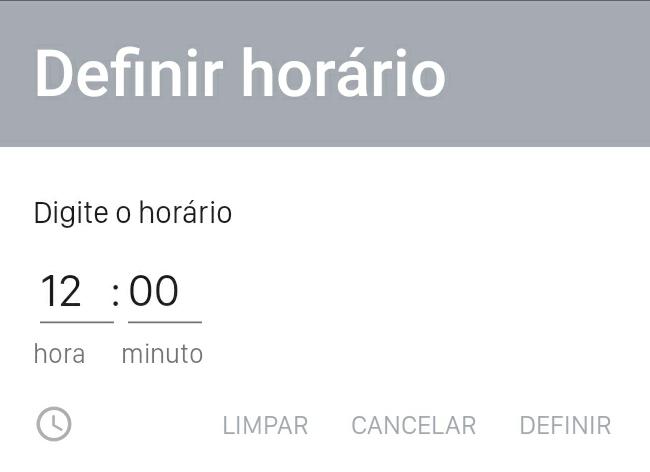 Definir horário
Digite o horário
12 : 00
hora minuto
LIMPAR CANCELAR DEFINIR